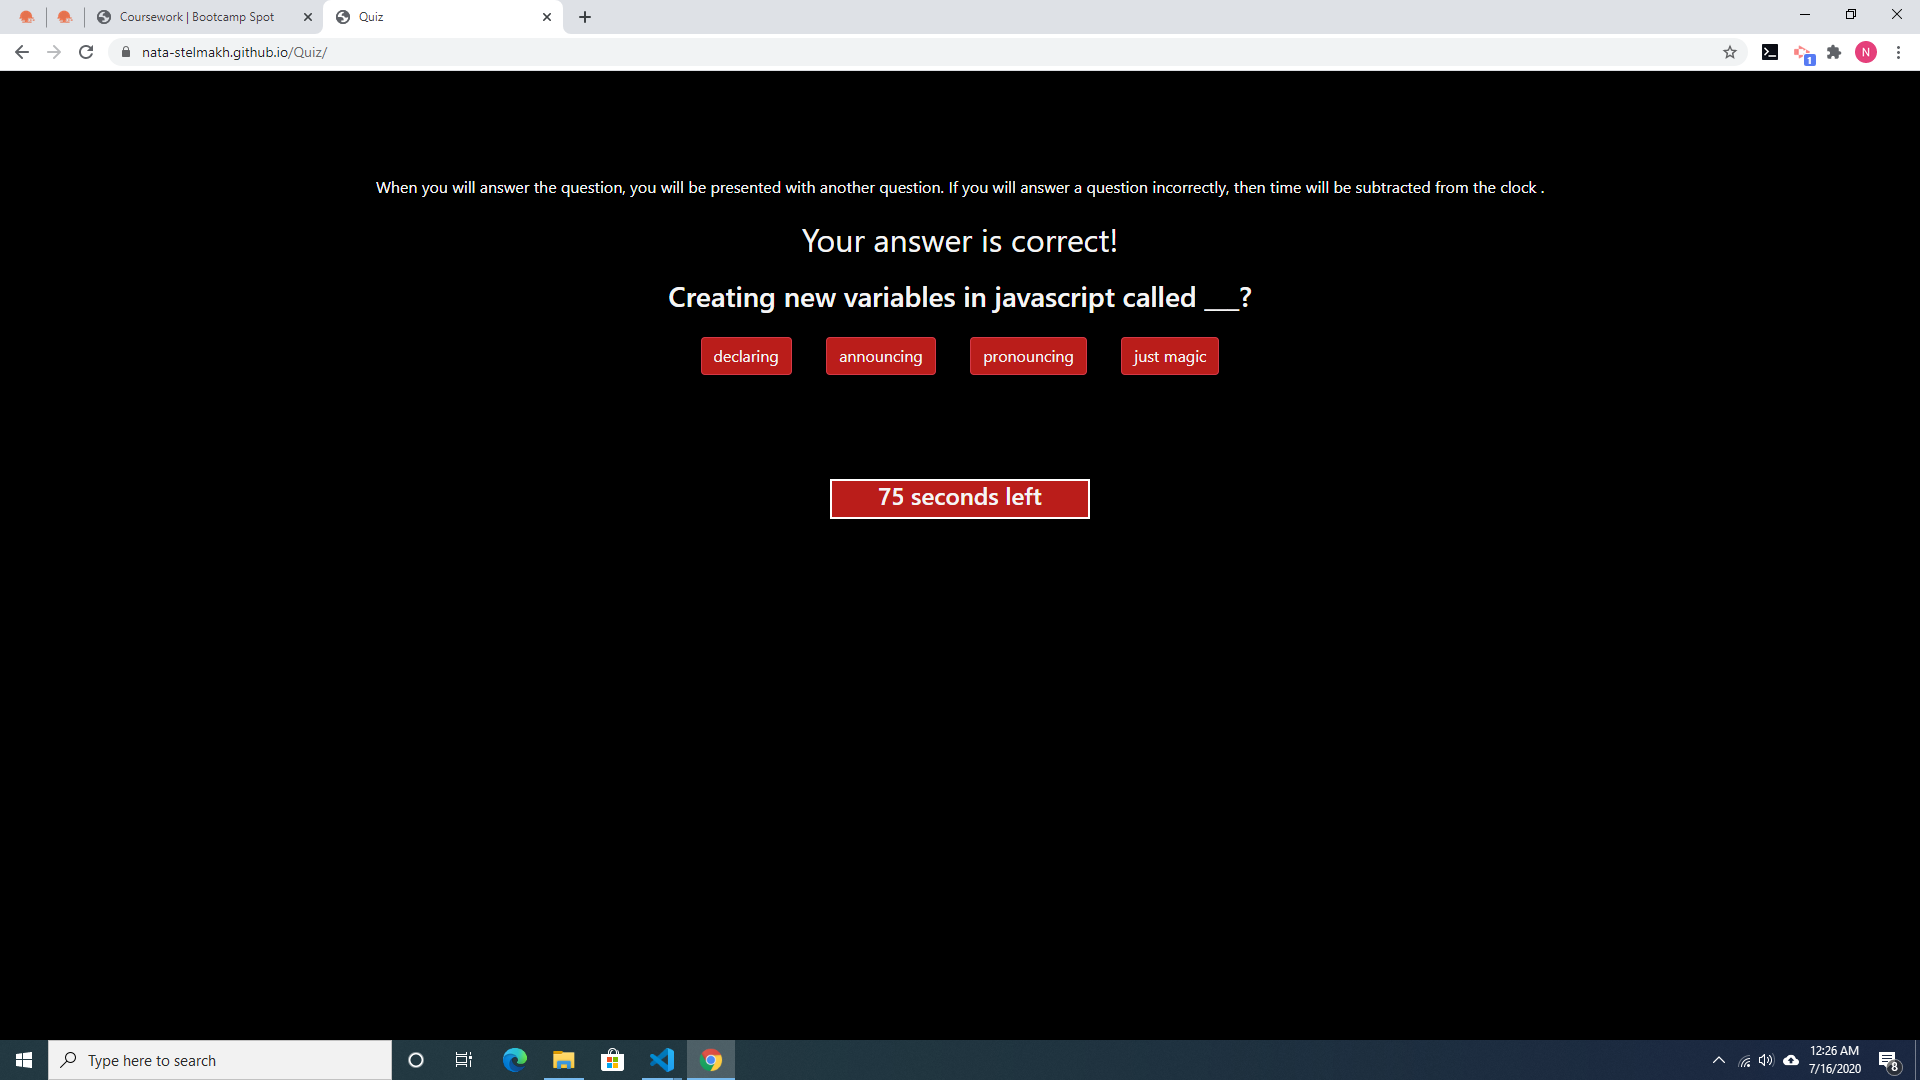 Coursework | Bootcamp Spot
Quiz
nata-stelmakh.github.io/Quiz/
1
N
When you will answer the question, you will be presented with another question. If you will answer a question incorrectly, then time will be subtracted from the clock .
Your answer is correct!
Creating new variables in javascript called ___?
declaring announcing pronouncing just magic
75 seconds left
Type here to search
12:26 AM
7/16/2020
8